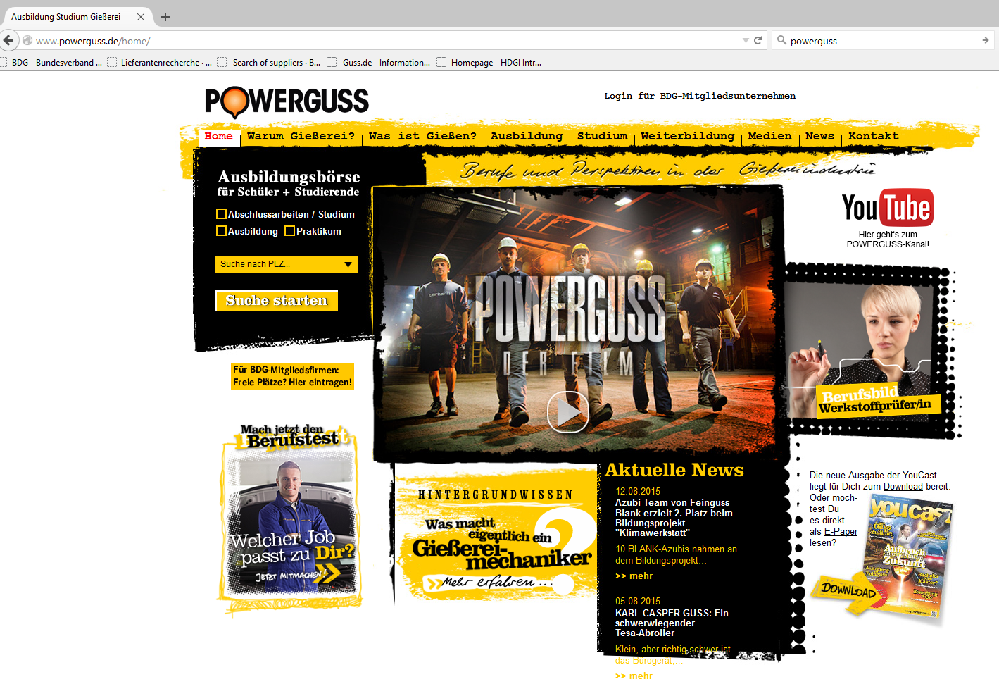 Ausbildung Studium Gießerei
www.powerguss.de/home/
powerguss
BDG - Bundesverband ...
Lieferantenrecherche · ...
Search of suppliers · B...
Guss.de - Information...
Homepage - HDGI Intr...
POWERGUSS
Login für BDG-Mitgliedsunternehmen
Home
Warum Gießerei?
Was ist Gießen?
Ausbildung
Studium
Weiterbildung
Medien
News
Kontakt
Berufe und Perspektiven in der Gießereiindustrie
Ausbildungsbörse
für Schüler + Studierende
Abschlussarbeiten / Studium
Ausbildung
Praktikum
Suche nach PLZ...
Suche starten
Für BDG-Mitgliedsfirmen:
Freie Plätze? Hier eintragen!
carhartt
POWERGUSS
DER FILM
YouTube
Hier geht's zum
POWERGUSS-Kanal!
Berufsbild
Werkstoffprüfer/in
Mach jetzt den
Berufstest
Welcher Job
passt zu Dir?
JETZT MITMACHEN!
HINTERGRUNDWISSEN
Was macht
eigentlich ein
Gießerei-
mechaniker
?
Mehr erfahren...
Aktuelle News
12.08.2015
Azubi-Team von Feinguss
Blank erzielt 2. Platz beim
Bildungsprojekt
"Klimawerkstatt"
10 BLANK-Azubis nahmen an
dem Bildungsprojekt...
>> mehr
05.08.2015
KARL CASPER GUSS: Ein
schwerwiegender
Tesa-Abroller
Klein, aber richtig schwer ist
das Bürogerät,...
>> mehr
Die neue Ausgabe der YouCast
liegt für Dich zum Download bereit.
Oder möch-
test Du
es direkt
als E-Paper
lesen?
youcast
Aufbruch
in eine starke
Zukunft
DOWNLOAD